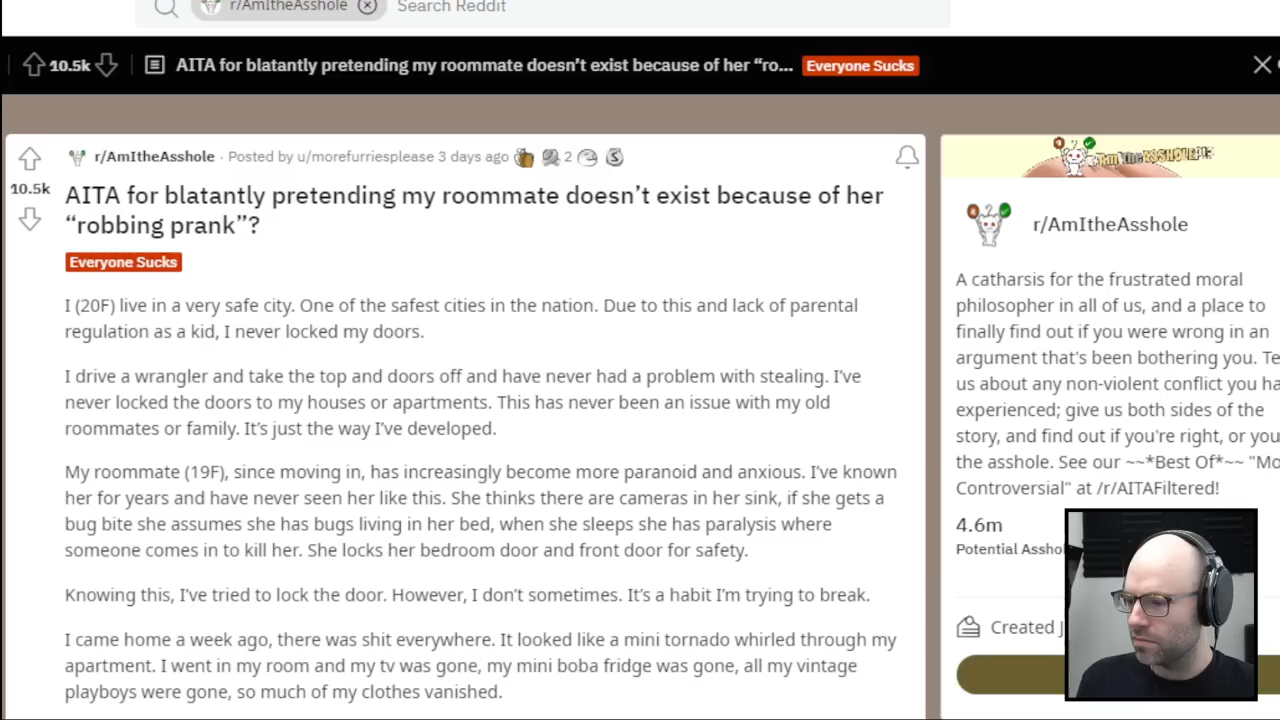 r/AmItheAsshole
Search Reddit
10.5k
AITA for blatantly pretending my roommate doesn't exist because of her “ro...
Everyone Sucks
r/AmItheAsshole · Posted by u/morefurriesplease 3 days ago
2
10.5k
AITA for blatantly pretending my roommate doesn't exist because of her
“robbing prank”?
Everyone Sucks
I (20F) live in a very safe city. One of the safest cities in the nation. Due to this and lack of parental
regulation as a kid, I never locked my doors.
I drive a wrangler and take the top and doors off and have never had a problem with stealing. I've
never locked the doors to my houses or apartments. This has never been an issue with my old
roommates or family. It's just the way I've developed.
My roommate (19F), since moving in, has increasingly become more paranoid and anxious. I've known
her for years and have never seen her like this. She thinks there are cameras in her sink, if she gets a
bug bite she assumes she has bugs living in her bed, when she sleeps she has paralysis where
someone comes in to kill her. She locks her bedroom door and front door for safety.
Knowing this, I've tried to lock the door. However, I don't sometimes. It's a habit I'm trying to break.
I came home a week ago, there was shit everywhere. It looked like a mini tornado whirled through my
apartment. I went in my room and my tv was gone, my mini boba fridge was gone, all my vintage
playboys were gone, so much of my clothes vanished.
r/AmItheAsshole
A catharsis for the frustrated moral
philosopher in all of us, and a place to
finally find out if you were wrong in an
argument that's been bothering you. Te
us about any non-violent conflict you ha
experienced; give us both sides of the
story, and find out if you're right, or you
the asshole. See our ~~*Best Of*~~ "Mo
Controversial" at /r/AITAFiltered!
4.6m
Potential Assho
Created J